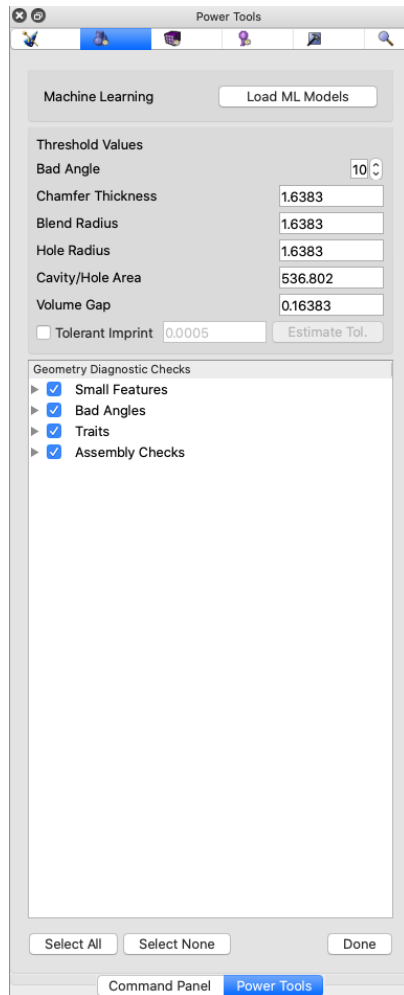 Power Tools
Machine Learning Load ML Models
Threshold Values
Bad Angle 10
Chamfer Thickness 1.6383
Blend Radius 1.6383
Hole Radius 1.6383
Cavity/Hole Area 536.802
Volume Gap 0.16383
Tolerant Imprint 0.0005 Estimate Tol.
Geometry Diagnostic Checks
Small Features
Bad Angles
Traits
Assembly Checks
Select All Select None Done
Command Panel Power Tools